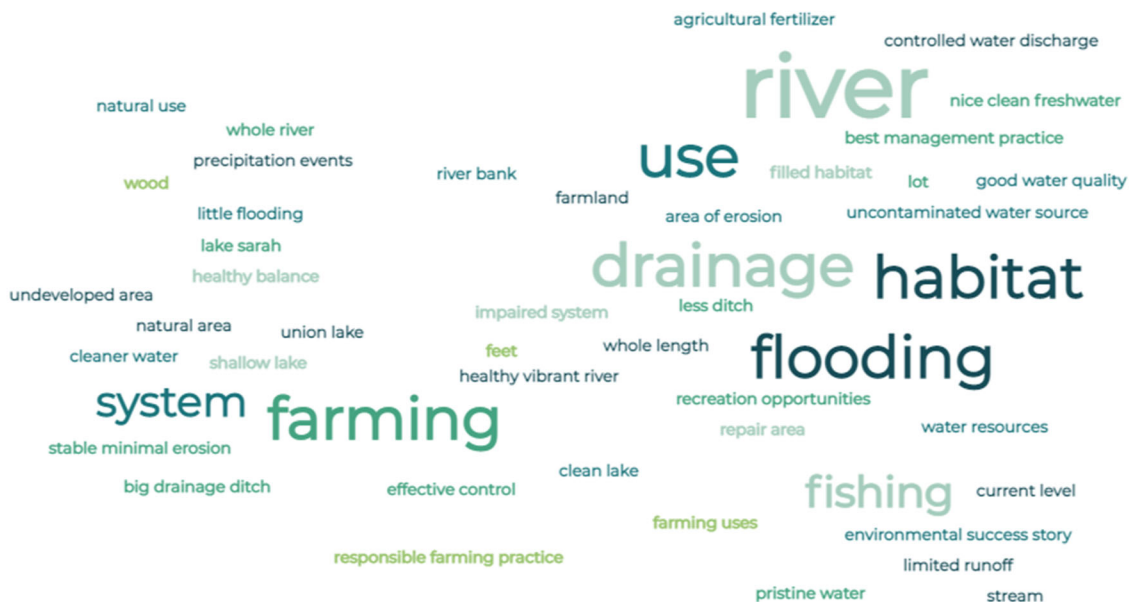 agricultural fertilizer
controlled water discharge
river
nice clean freshwater
natural use
whole river
best management practice
precipitation events
use
river bank
filled habitat
wood
lot
good water quality
farmland
little flooding
area of erosion
uncontaminated water source
lake sarah
drainage
habitat
healthy balance
undeveloped area
less ditch
impaired system
natural area
union lake
whole length
feet
flooding
cleaner water
shallow lake
healthy vibrant river
system
farming
recreation opportunities
repair area
water resources
stable minimal erosion
clean lake
big drainage ditch
effective control
fishing
current level
farming uses
environmental success story
responsible farming practice
limited runoff
pristine water
stream